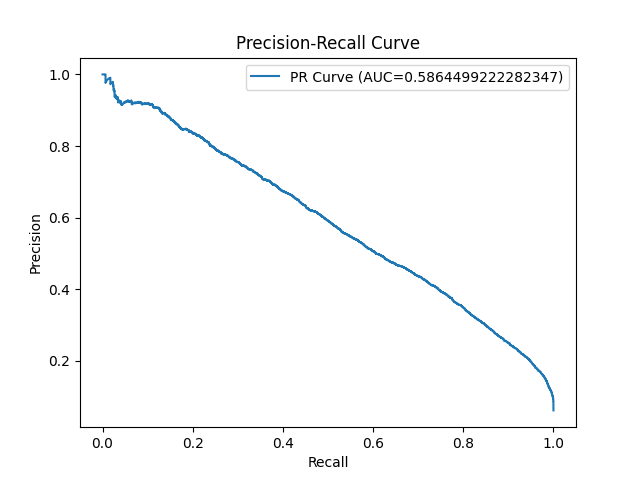 Precision-Recall Curve
PR Curve (AUC=0.5864499222282347)
1.0
0.8
0.6
0.4
0.2
Precision
0.0 0.2 0.4 0.6 0.8 1.0
Recall